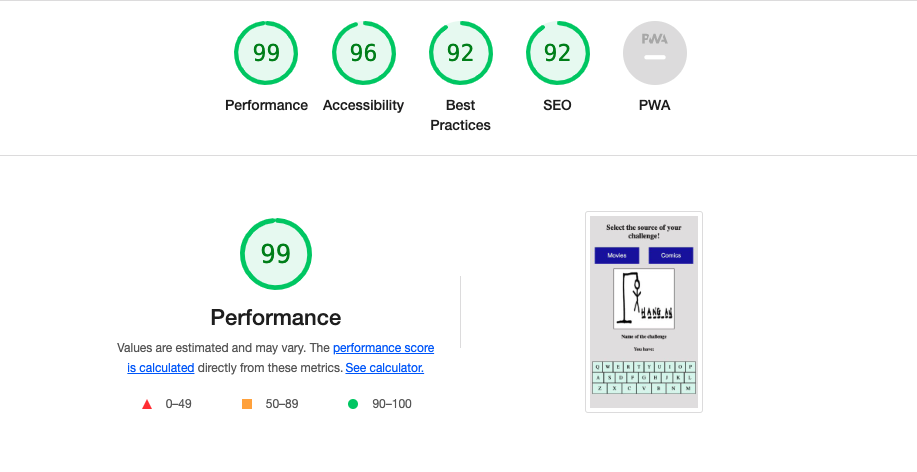 99
96
92
92
PWA
Performance
Accessibility
Best
Practices
SEO
PWA
99
Performance
Values are estimated and may vary. The performance score
is calculated directly from these metrics. See calculator.
0–49
50–89
90–100
Select the source of your
challenge!
Movies
Comics
HANG
Name of the challenge
You have:
Q W E R T Y U I O P
A S D F G H J K L
Z X C V B N M